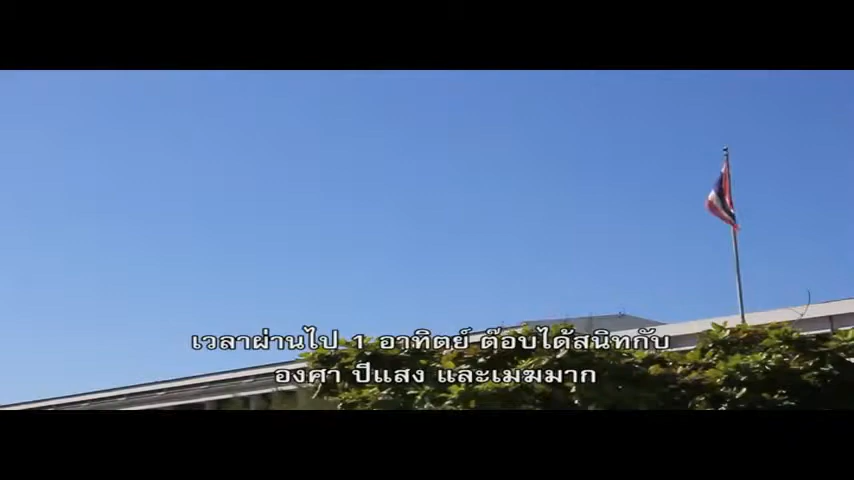 เวลาผ่านไป 1 อาทิตย์ ต๊อบได้สนิทกับ
องศา ปีแสง และเมฆมาก